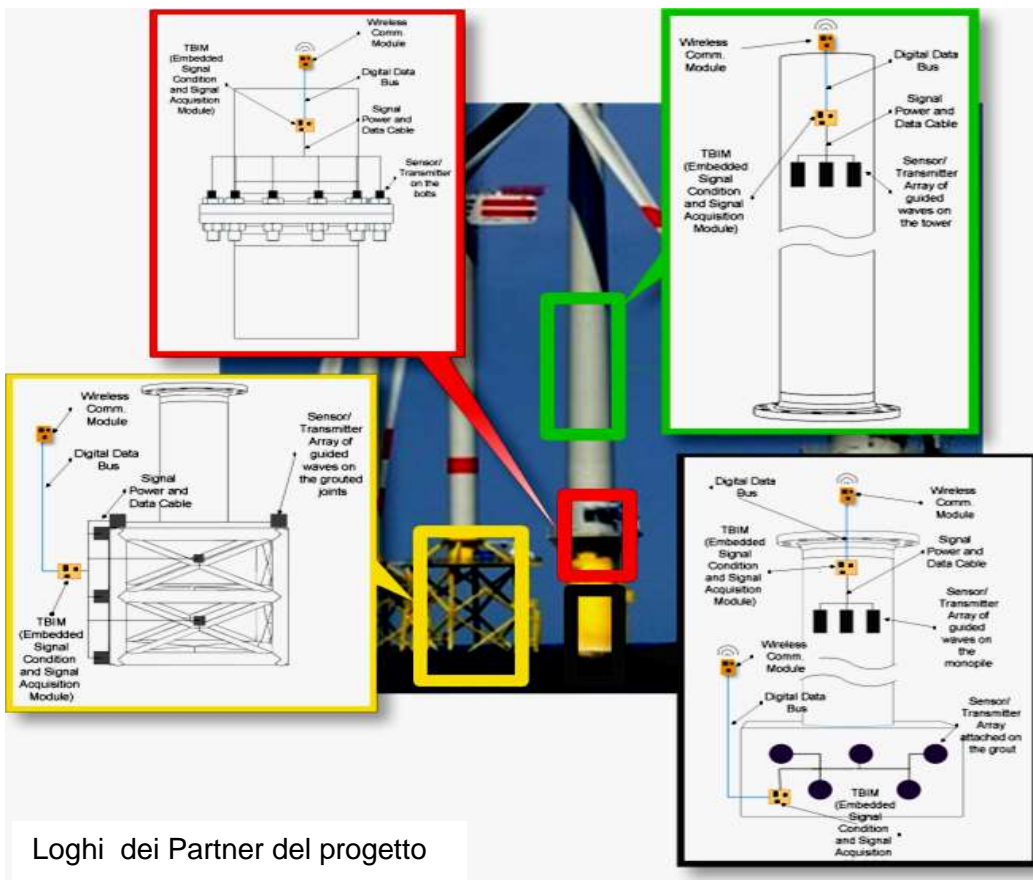 Wireless
Comm.
Module
TBIM
(Embedded
Signal
Condition
and Signal
Acquisition
Module)
Digital Data
Bus
Signal
Power and
Data Cable
Sensor/
Transmitter
on the
bolts
Wireless
Comm.
Module
Digital Data
Bus
Signal
Power and
Data Cable
TBIM
(Embedded
Signal
Condition
and Signal
Acquisition
Module)
Sensor/
Transmitter
Array of
guided
waves on
the tower
Wireless
Comm.
Module
Sensor/
Transmitter
Array of
guided
waves on
the grouted
joints
Digital Data
Bus
Signal
Power and
Data Cable
TBIM
(Embedded
Signal
Condition
and Signal
Acquisition
Module)
Digital Data
Bus
Wireless
Comm.
Module
TBIM
(Embedded
Signal
Condition
and Signal
Acquisition
Module)
Signal
Power and
Data Cable
Sensor/
Transmitter
Array of
guided
waves on
the
monopile
Wireless
Comm.
Module
Digital Data
Bus
Sensor/
Transmitter
Array
attached on
the grout
TBIM
(Embedded
Signal
Condition
and Signal
Acquisition
Loghi dei Partner del progetto